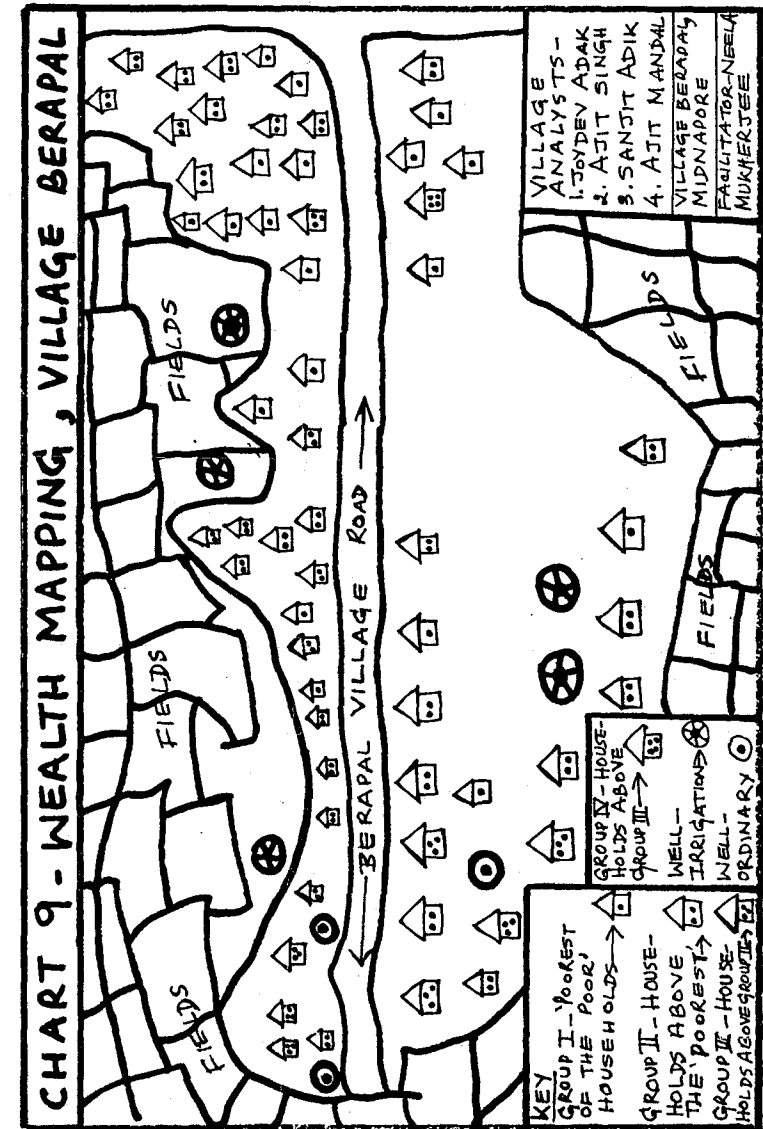 CHART 9 - WEALTH MAPPING, VILLAGE BERAPAL
FIELDS
FIELDS
FIELDS
BERAPAL VILLAGE ROAD
FIELDS
FIELDS
KEY
GROUP I - 'POOREST
OF THE POOR'
HOUSEHOLDS
GROUP II - HOUSE-
HOLDS ABOVE
THE 'POOREST'
GROUP III - HOUSE-
HOLDS ABOVE GROUP II
GROUP IV - HOUSE-
HOLDS ABOVE
GROUP III
WELL-
IRRIGATION
WELL-
ORDINARY
VILLAGE
ANALYSTS-
1. JOYDEV ADAK
2. AJIT SINGH
3. SANJIT ADIK
4. AJIT MANDAL
VILLAGE BERAPAL,
MIDNAPORE
FACILITATOR-NEELA
MUKHERJEE